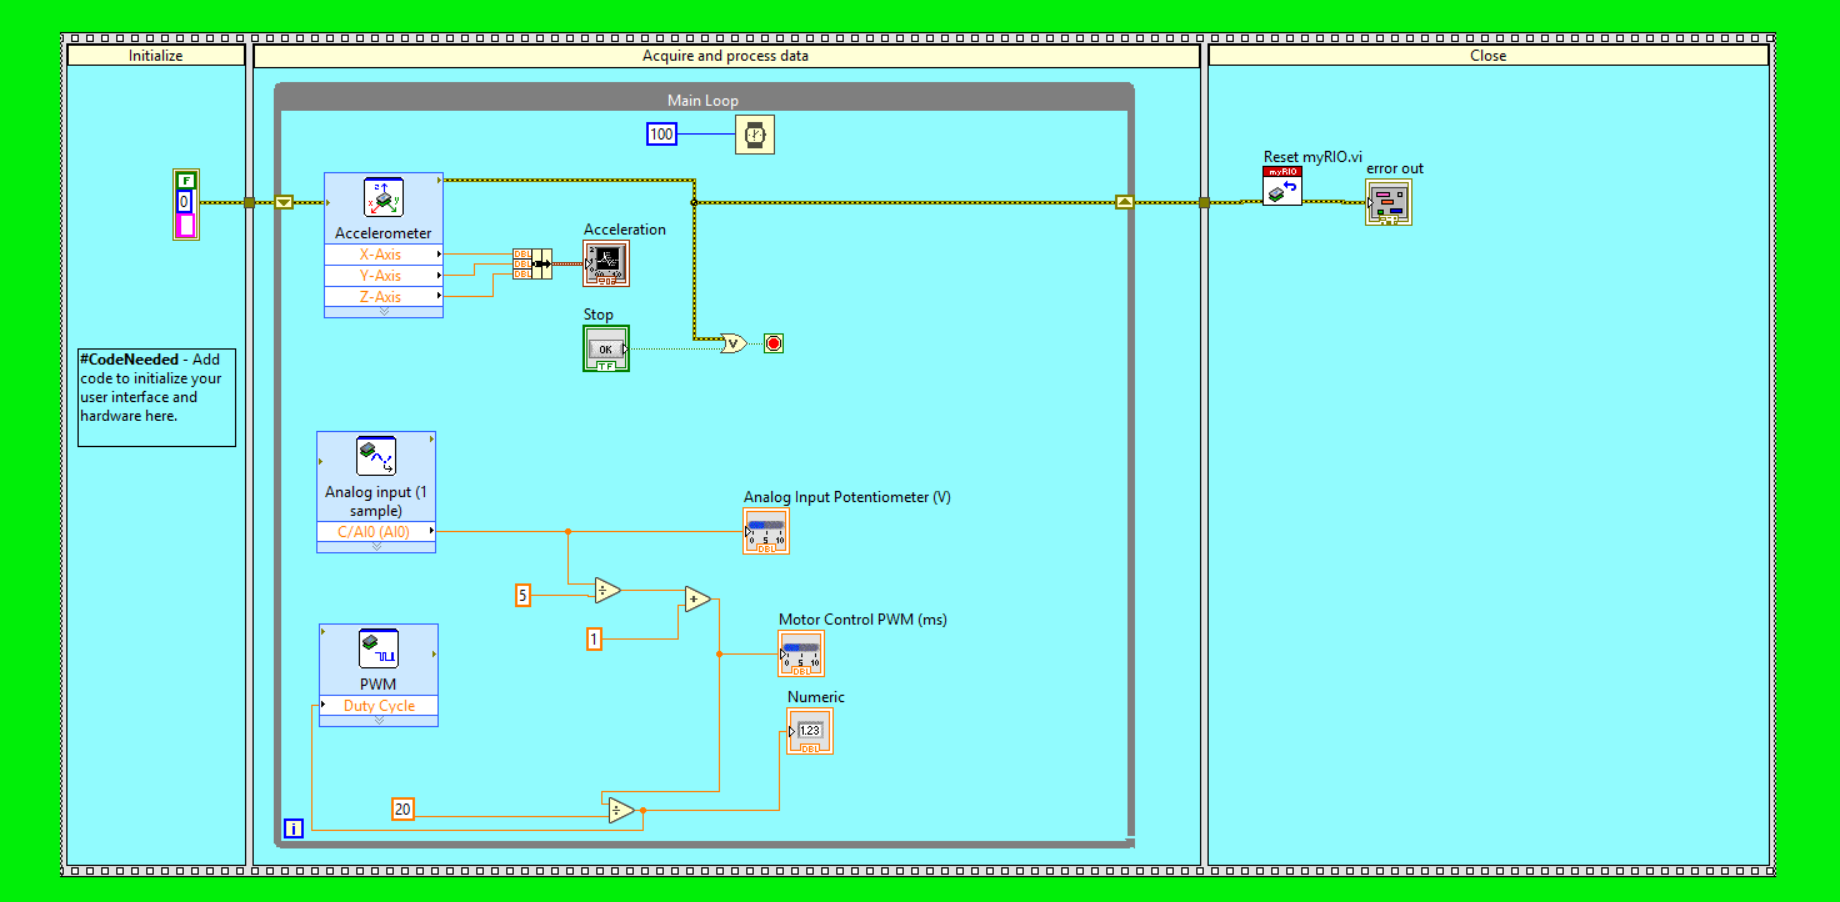 Initialize
Acquire and process data
Close
Main Loop
100
Reset myRIO.vi
myRIO
error out
F
0
Accelerometer
X-Axis
Y-Axis
Z-Axis
DBL
DBL
DBL
Acceleration
Stop
OK
TF
V
#CodeNeeded - Add
code to initialize your
user interface and
hardware here.
Analog input (1
sample)
C/AI0 (AI0)
Analog Input Potentiometer (V)
0 5 10
DBL
5
÷
+
1
Motor Control PWM (ms)
0 5 10
DBL
PWM
Duty Cycle
Numeric
1.23
DBL
20
÷
i